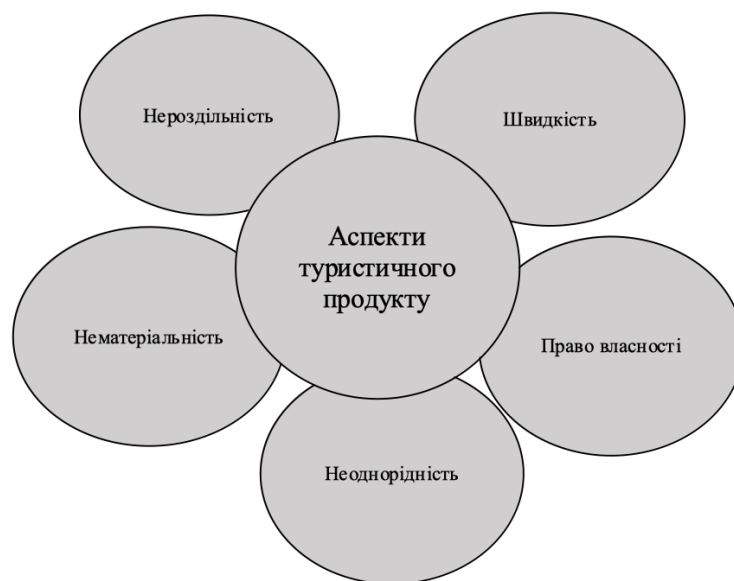 Нероздільність
Швидкість
Аспекти
туристичного
продукту
Нематеріальність
Право власності
Неоднорідність